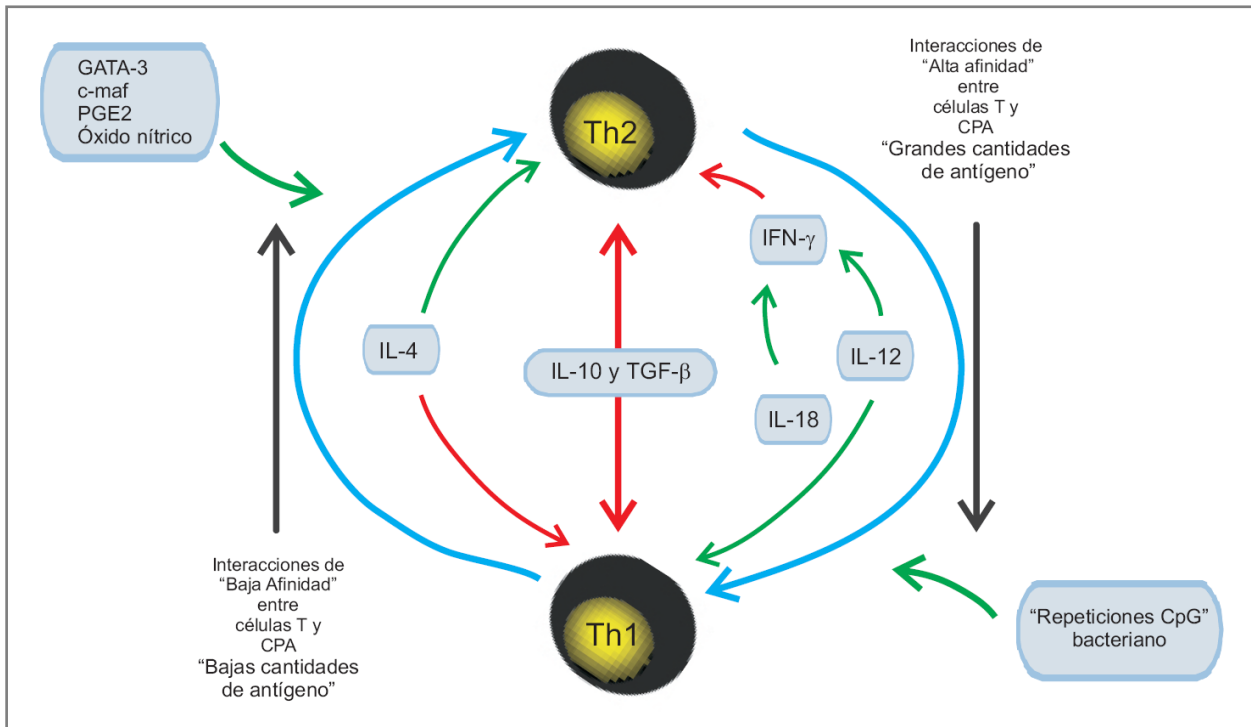 GATA-3
c-maf
PGE2
Óxido nítrico
Th2
Interacciones de
“Alta afinidad”
entre
células T y
CPA
“Grandes cantidades
de antígeno”
IFN-γ
IL-4
IL-10 y TGF-β
IL-12
IL-18
Interacciones de
“Baja Afinidad”
entre
células T y
CPA
“Bajas cantidades
de antígeno”
Th1
“Repeticiones CpG”
bacteriano